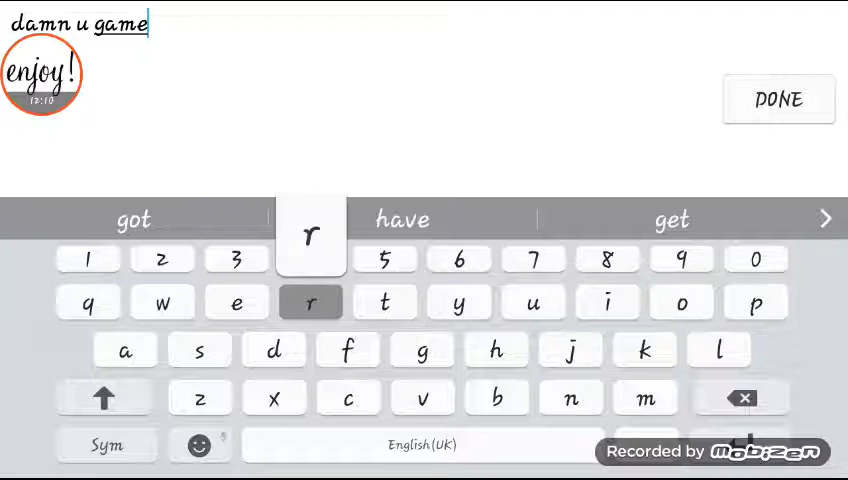 damn u game
enjoy!
12:10
DONE
got have get
r
1 2 3 5 6 7 8 9 0
q w e r t y u i o p
a s d f g h j k l
z x c v b n m
Sym English(UK)
Recorded by mobizen